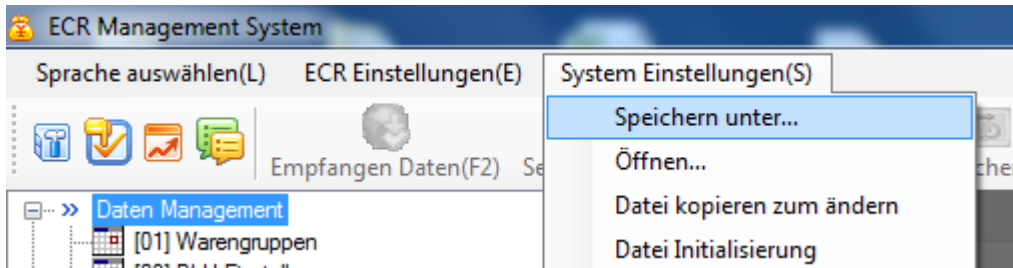 ECR Management System
Sprache auswählen(L) ECR Einstellungen(E) System Einstellungen(S)
Speichern unter...
Empfangen Daten(F2)
Öffnen...
Daten Management
Datei kopieren zum ändern
[01] Warengruppen
Datei Initialisierung